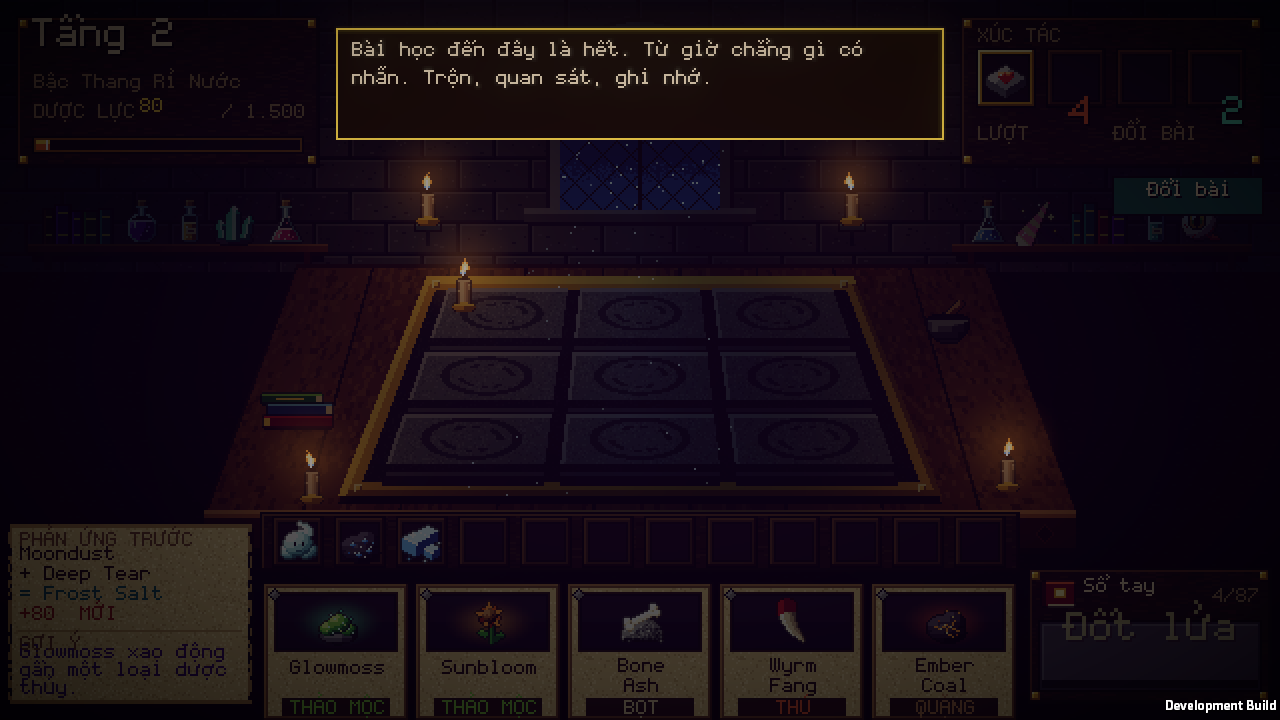 Tầng 2
Bậc Thang Rỉ Nước
DƯỢC LỰC 80 / 1.500
Bài học đến đây là hết. Từ giờ chẳng gì có
nhãn. Trộn, quan sát, ghi nhớ.
XÚC TÁC
LƯỢT 4 ĐỔI BÀI 2
Đổi bài
PHẢN ỨNG TRƯỚC
Moondust
+ Deep Tear
= Frost Salt
+80 MỚI
GỢI Ý
Glowmoss xao động
gần một loại dược
thủy.
Glowmoss
THẢO MỘC
Sunbloom
THẢO MỘC
Bone
Ash
BỘT
Wyrm
Fang
THÚ
Ember
Coal
QUẶNG
Sổ tay
4/87
Đốt lửa
Development Build